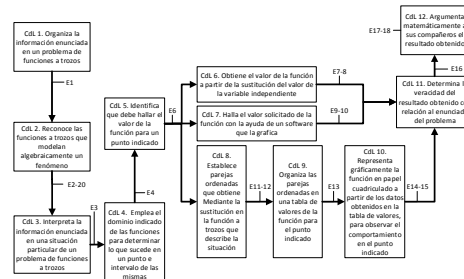 CdL 1. Organiza la
información enunciada
en un problema de
funciones a trozos
E1
CdL 2. Reconoce las
funciones a trozos que
modelan
algebraicamente un
fenómeno
E2-20
CdL 3. Interpreta la
información enunciada
en una situación
particular de un
problema de funciones
a trozos
E3
CdL 4. Emplea el
dominio indicado de
las funciones para
determinar lo que
sucede en un punto e
intervalo de las
mismas
E4
CdL 5. Identifica
que debe hallar el
valor de la
función para un
punto indicado
E6
CdL 6. Obtiene el valor de la función
a partir de la sustitución del valor de
la variable independiente
E7-8
CdL 7. Halla el valor solicitado de la
función con la ayuda de un software
que la grafica
E9-10
CdL 8.
Establece
parejas
ordenadas que
obtiene
Mediante la
sustitución en
la función a
trozos que
describe la
situación
E11-12
CdL 9.
Organiza las
parejas
ordenadas en
una tabla de
valores de la
función para el
punto
indicado
E13
CdL 10.
Representa
gráficamente la
función en papel
cuadriculado a
partir de los datos
obtenidos en la
tabla de valores,
para observar el
comportamiento
en el punto
indicado
E14-15
CdL 11. Determina l
veracidad del
resultado obtenido c
relación al enunciad
del problema
E16
CdL 12. Argumenta
matemáticamente a
sus compañeros el
resultado obtenido
E17-18